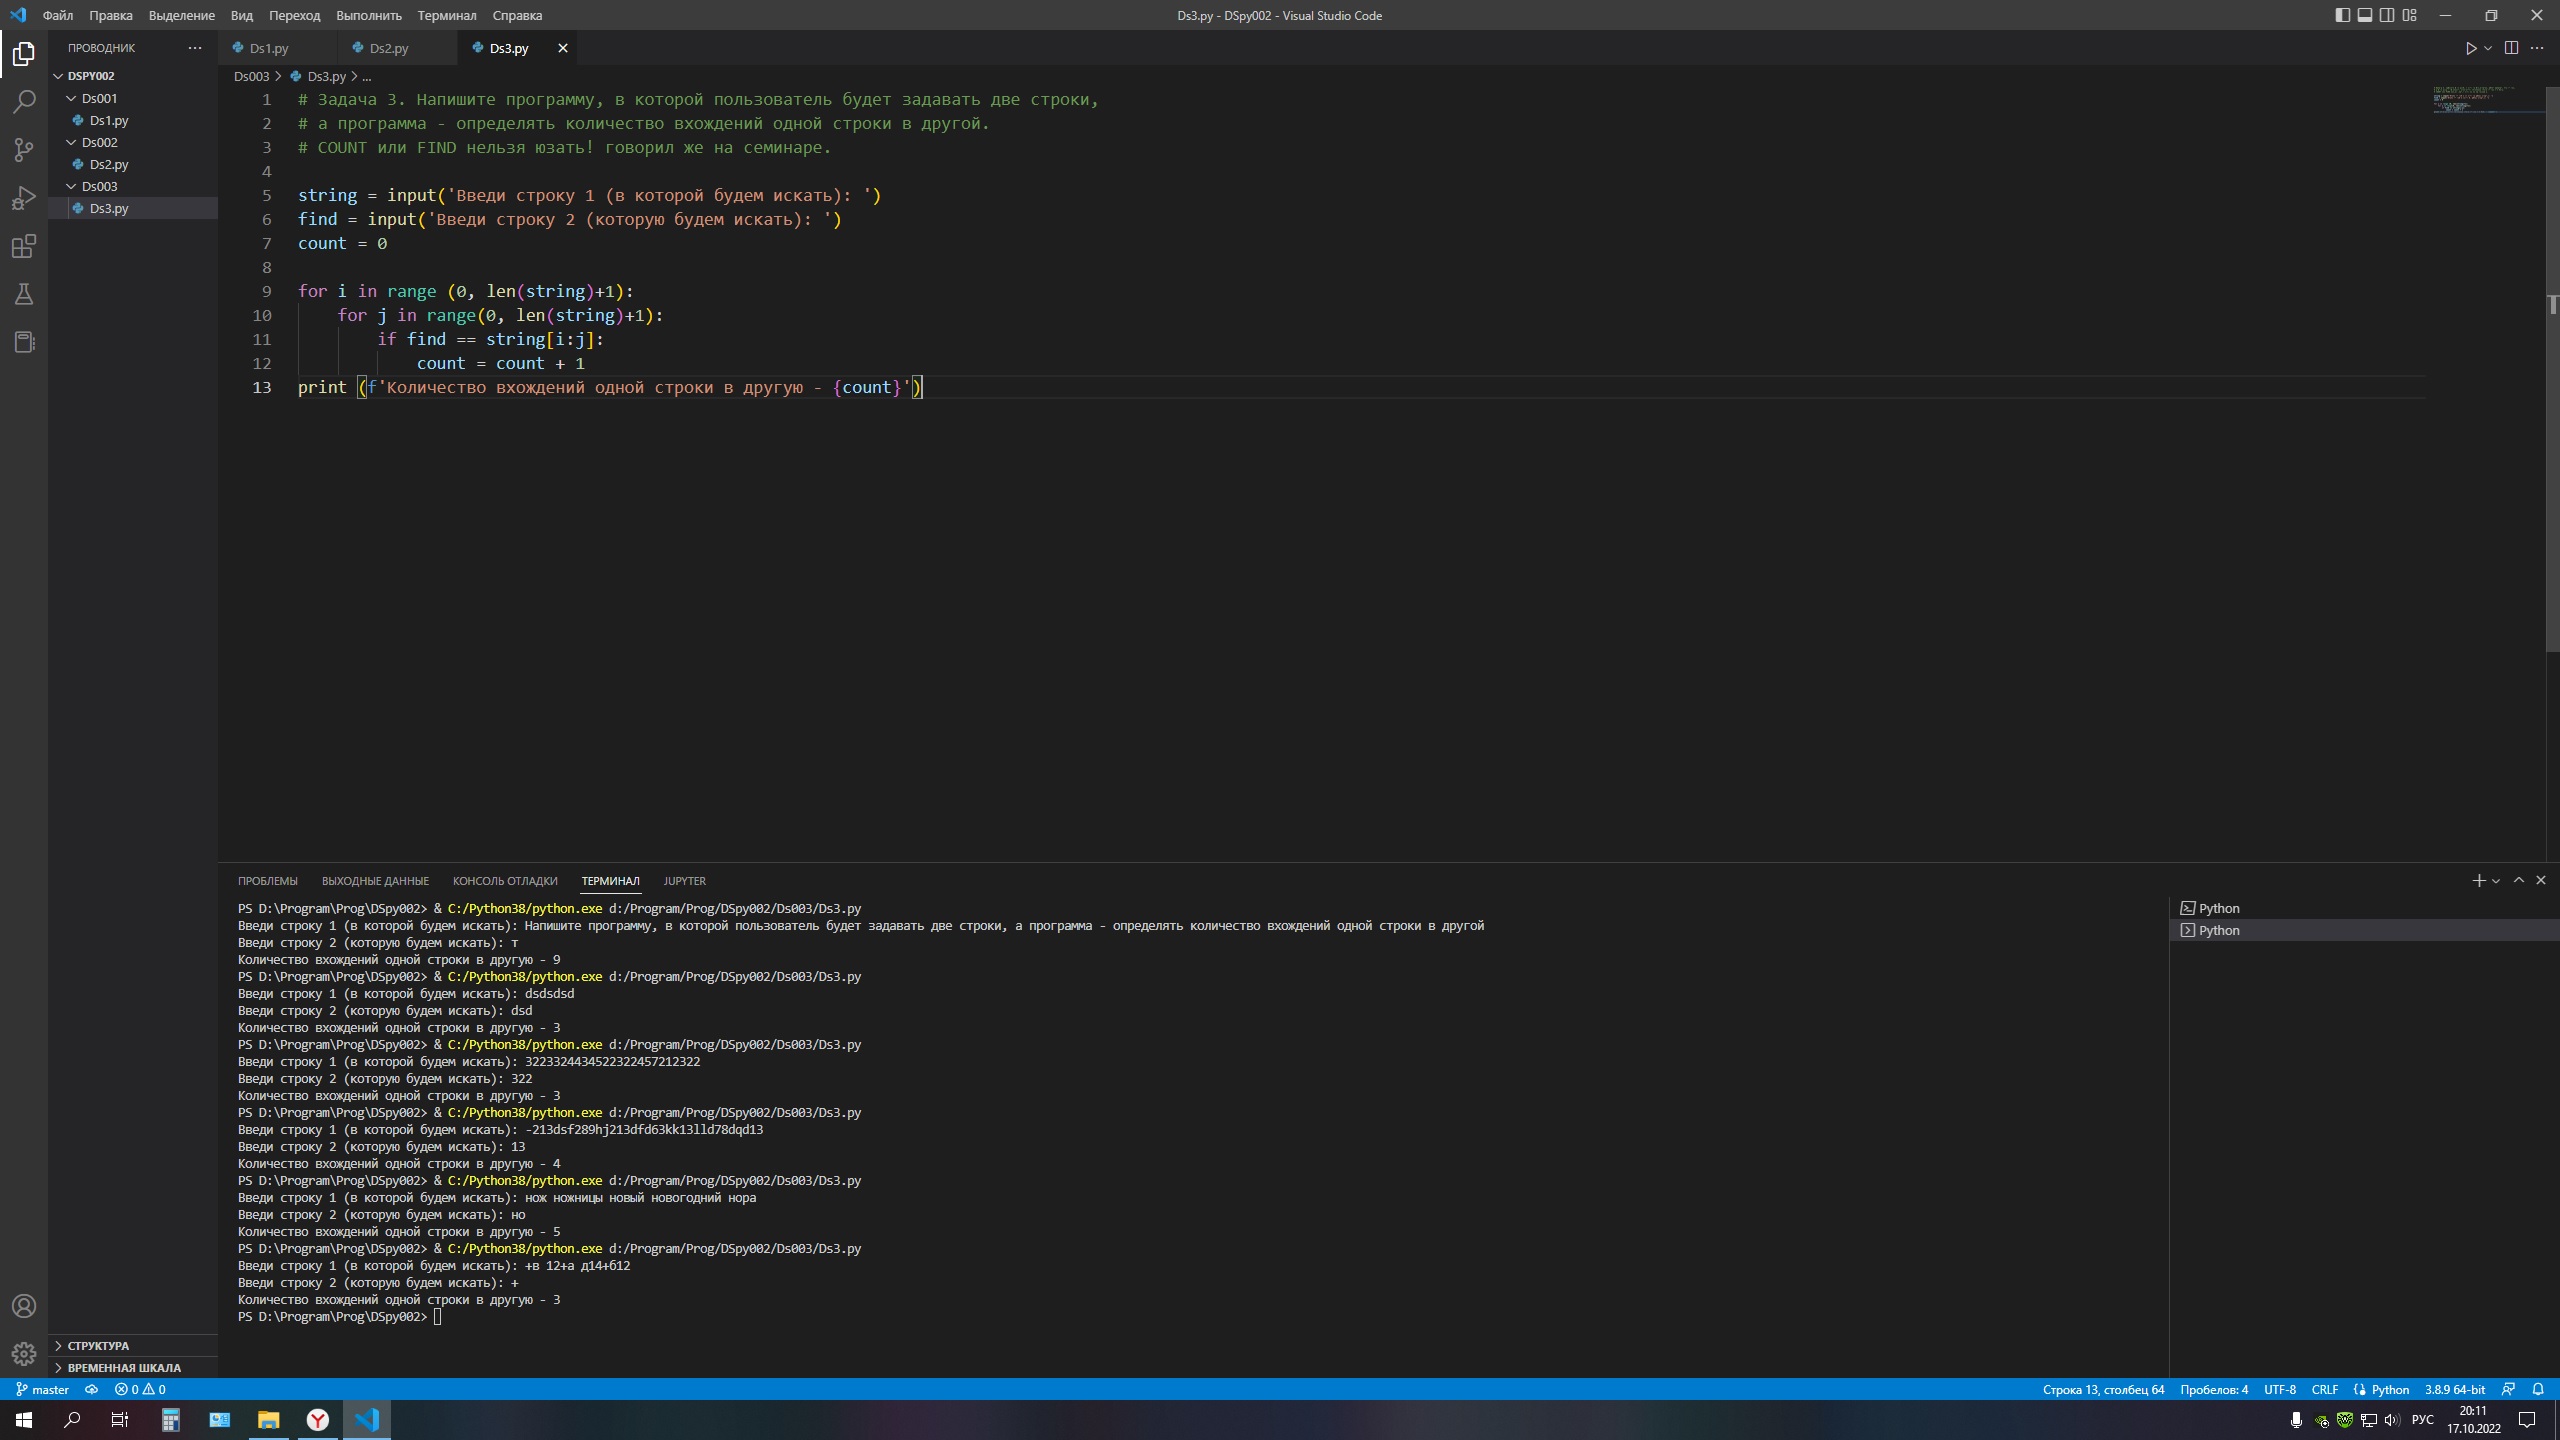 Файл Правка Выделение Вид Переход Выполнить Терминал Справка
Ds3.py - DSpy002 - Visual Studio Code
ПРОВОДНИК
DSPY002
Ds001
Ds1.py
Ds002
Ds2.py
Ds003
Ds3.py
Ds1.py Ds2.py Ds3.py
Ds003 > Ds3.py > ...
1 # Задача 3. Напишите программу, в которой пользователь будет задавать две строки,
2 # а программа - определять количество вхождений одной строки в другой.
3 # COUNT или FIND нельзя юзать! говорил же на семинаре.
4
5 string = input('Введи строку 1 (в которой будем искать): ')
6 find = input('Введи строку 2 (которую будем искать): ')
7 count = 0
8
9 for i in range (0, len(string)+1):
10 for j in range(0, len(string)+1):
11 if find == string[i:j]:
12 count = count + 1
13 print (f'Количество вхождений одной строки в другую - {count}')
ПРОБЛЕМЫ ВЫХОДНЫЕ ДАННЫЕ КОНСОЛЬ ОТЛАДКИ ТЕРМИНАЛ JUPYTER
PS D:\Program\Prog\DSpy002> & C:/Python38/python.exe d:/Program/Prog/DSpy002/Ds003/Ds3.py
Введи строку 1 (в которой будем искать): Напишите программу, в которой пользователь будет задавать две строки, а программа - определять количество вхождений одной строки в другой
Введи строку 2 (которую будем искать): т
Количество вхождений одной строки в другую - 9
PS D:\Program\Prog\DSpy002> & C:/Python38/python.exe d:/Program/Prog/DSpy002/Ds003/Ds3.py
Введи строку 1 (в которой будем искать): dsdsdsd
Введи строку 2 (которую будем искать): dsd
Количество вхождений одной строки в другую - 3
PS D:\Program\Prog\DSpy002> & C:/Python38/python.exe d:/Program/Prog/DSpy002/Ds003/Ds3.py
Введи строку 1 (в которой будем искать): 3223324434522322457212322
Введи строку 2 (которую будем искать): 322
Количество вхождений одной строки в другую - 3
PS D:\Program\Prog\DSpy002> & C:/Python38/python.exe d:/Program/Prog/DSpy002/Ds003/Ds3.py
Введи строку 1 (в которой будем искать): -213dsf289hj213dfd63kk13lld78dqd13
Введи строку 2 (которую будем искать): 13
Количество вхождений одной строки в другую - 4
PS D:\Program\Prog\DSpy002> & C:/Python38/python.exe d:/Program/Prog/DSpy002/Ds003/Ds3.py
Введи строку 1 (в которой будем искать): нож ножницы новый новогодний нора
Введи строку 2 (которую будем искать): но
Количество вхождений одной строки в другую - 5
PS D:\Program\Prog\DSpy002> & C:/Python38/python.exe d:/Program/Prog/DSpy002/Ds003/Ds3.py
Введи строку 1 (в которой будем искать): +в 12+а д14+б12
Введи строку 2 (которую будем искать): +
Количество вхождений одной строки в другую - 3
PS D:\Program\Prog\DSpy002>
Python
Python
СТРУКТУРА
ВРЕМЕННАЯ ШКАЛА
master 0 0
Строка 13, столбец 64 Пробелов: 4 UTF-8 CRLF Python 3.8.9 64-bit
РУС
20:11
17.10.2022